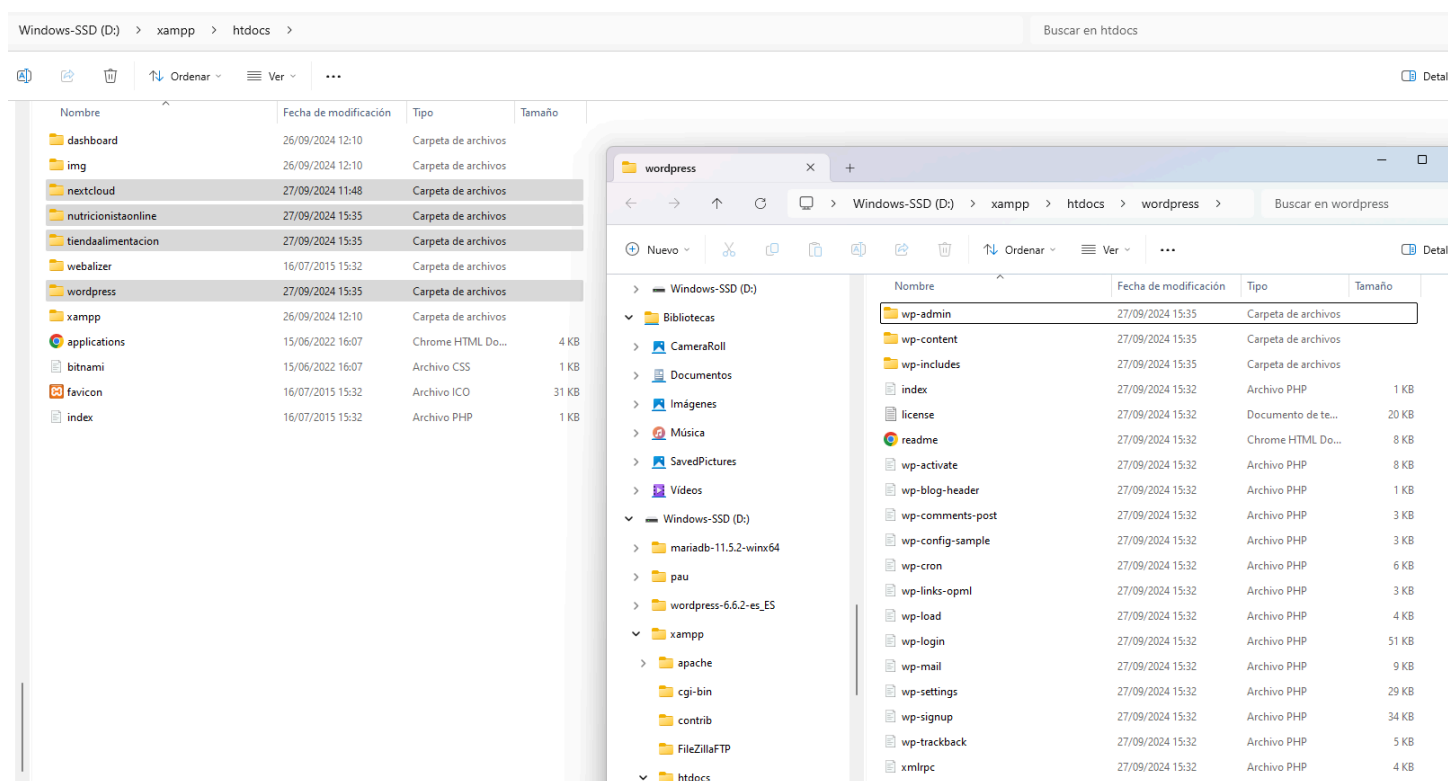 Windows-SSD (D:) > xampp > htdocs >
Buscar en htdocs
Ordenar
Ver
Detal
Nombre Fecha de modificación Tipo Tamaño
dashboard 26/09/2024 12:10 Carpeta de archivos
img 26/09/2024 12:10 Carpeta de archivos
nextcloud 27/09/2024 11:48 Carpeta de archivos
nutricionistaonline 27/09/2024 15:35 Carpeta de archivos
tiendaalimentacion 27/09/2024 15:35 Carpeta de archivos
webalizer 16/07/2015 15:32 Carpeta de archivos
wordpress 27/09/2024 15:35 Carpeta de archivos
xampp 26/09/2024 12:10 Carpeta de archivos
applications 15/06/2022 16:07 Chrome HTML Do... 4 KB
bitnami 15/06/2022 16:07 Archivo CSS 1 KB
favicon 16/07/2015 15:32 Archivo ICO 31 KB
index 16/07/2015 15:32 Archivo PHP 1 KB
wordpress
Windows-SSD (D:) > xampp > htdocs > wordpress >
Buscar en wordpress
Nuevo
Ordenar
Ver
Detal
Windows-SSD (D:)
Bibliotecas
CameraRoll
Documentos
Imágenes
Música
SavedPictures
Vídeos
Windows-SSD (D:)
mariadb-11.5.2-winx64
pau
wordpress-6.6.2-es_ES
xampp
apache
cgi-bin
contrib
FileZillaFTP
htdocs
Nombre Fecha de modificación Tipo Tamaño
wp-admin 27/09/2024 15:35 Carpeta de archivos
wp-content 27/09/2024 15:35 Carpeta de archivos
wp-includes 27/09/2024 15:35 Carpeta de archivos
index 27/09/2024 15:32 Archivo PHP 1 KB
license 27/09/2024 15:32 Documento de te... 20 KB
readme 27/09/2024 15:32 Chrome HTML Do... 8 KB
wp-activate 27/09/2024 15:32 Archivo PHP 8 KB
wp-blog-header 27/09/2024 15:32 Archivo PHP 1 KB
wp-comments-post 27/09/2024 15:32 Archivo PHP 3 KB
wp-config-sample 27/09/2024 15:32 Archivo PHP 3 KB
wp-cron 27/09/2024 15:32 Archivo PHP 6 KB
wp-links-opml 27/09/2024 15:32 Archivo PHP 3 KB
wp-load 27/09/2024 15:32 Archivo PHP 4 KB
wp-login 27/09/2024 15:32 Archivo PHP 51 KB
wp-mail 27/09/2024 15:32 Archivo PHP 9 KB
wp-settings 27/09/2024 15:32 Archivo PHP 29 KB
wp-signup 27/09/2024 15:32 Archivo PHP 34 KB
wp-trackback 27/09/2024 15:32 Archivo PHP 5 KB
xmlrpc 27/09/2024 15:32 Archivo PHP 4 KB